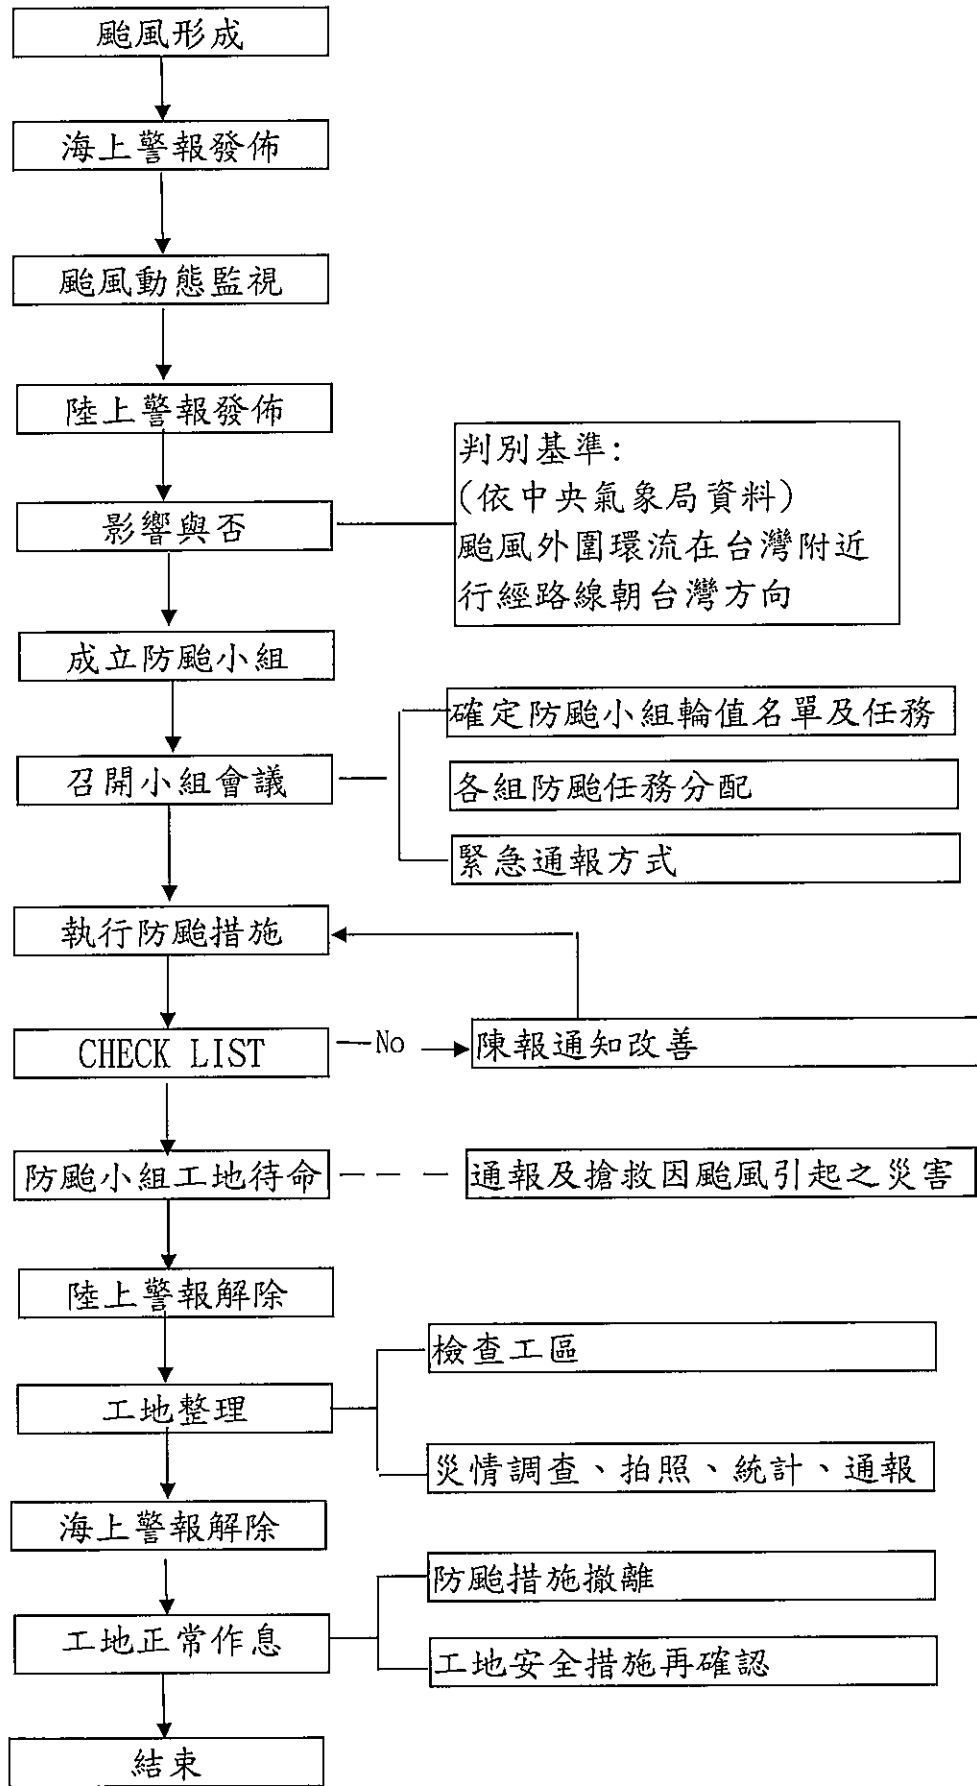 颱風形成
海上警報發佈
颱風動態監視
陸上警報發佈
影響與否
判別基準:
(依中央氣象局資料)
颱風外圍環流在台灣附近
行經路線朝台灣方向
成立防颱小組
召開小組會議
確定防颱小組輪值名單及任務
各組防颱任務分配
緊急通報方式
執行防颱措施
CHECK LIST
No
陳報通知改善
防颱小組工地待命
通報及搶救因颱風引起之災害
陸上警報解除
工地整理
檢查工區
災情調查、拍照、統計、通報
海上警報解除
工地正常作息
防颱措施撤離
工地安全措施再確認
結束